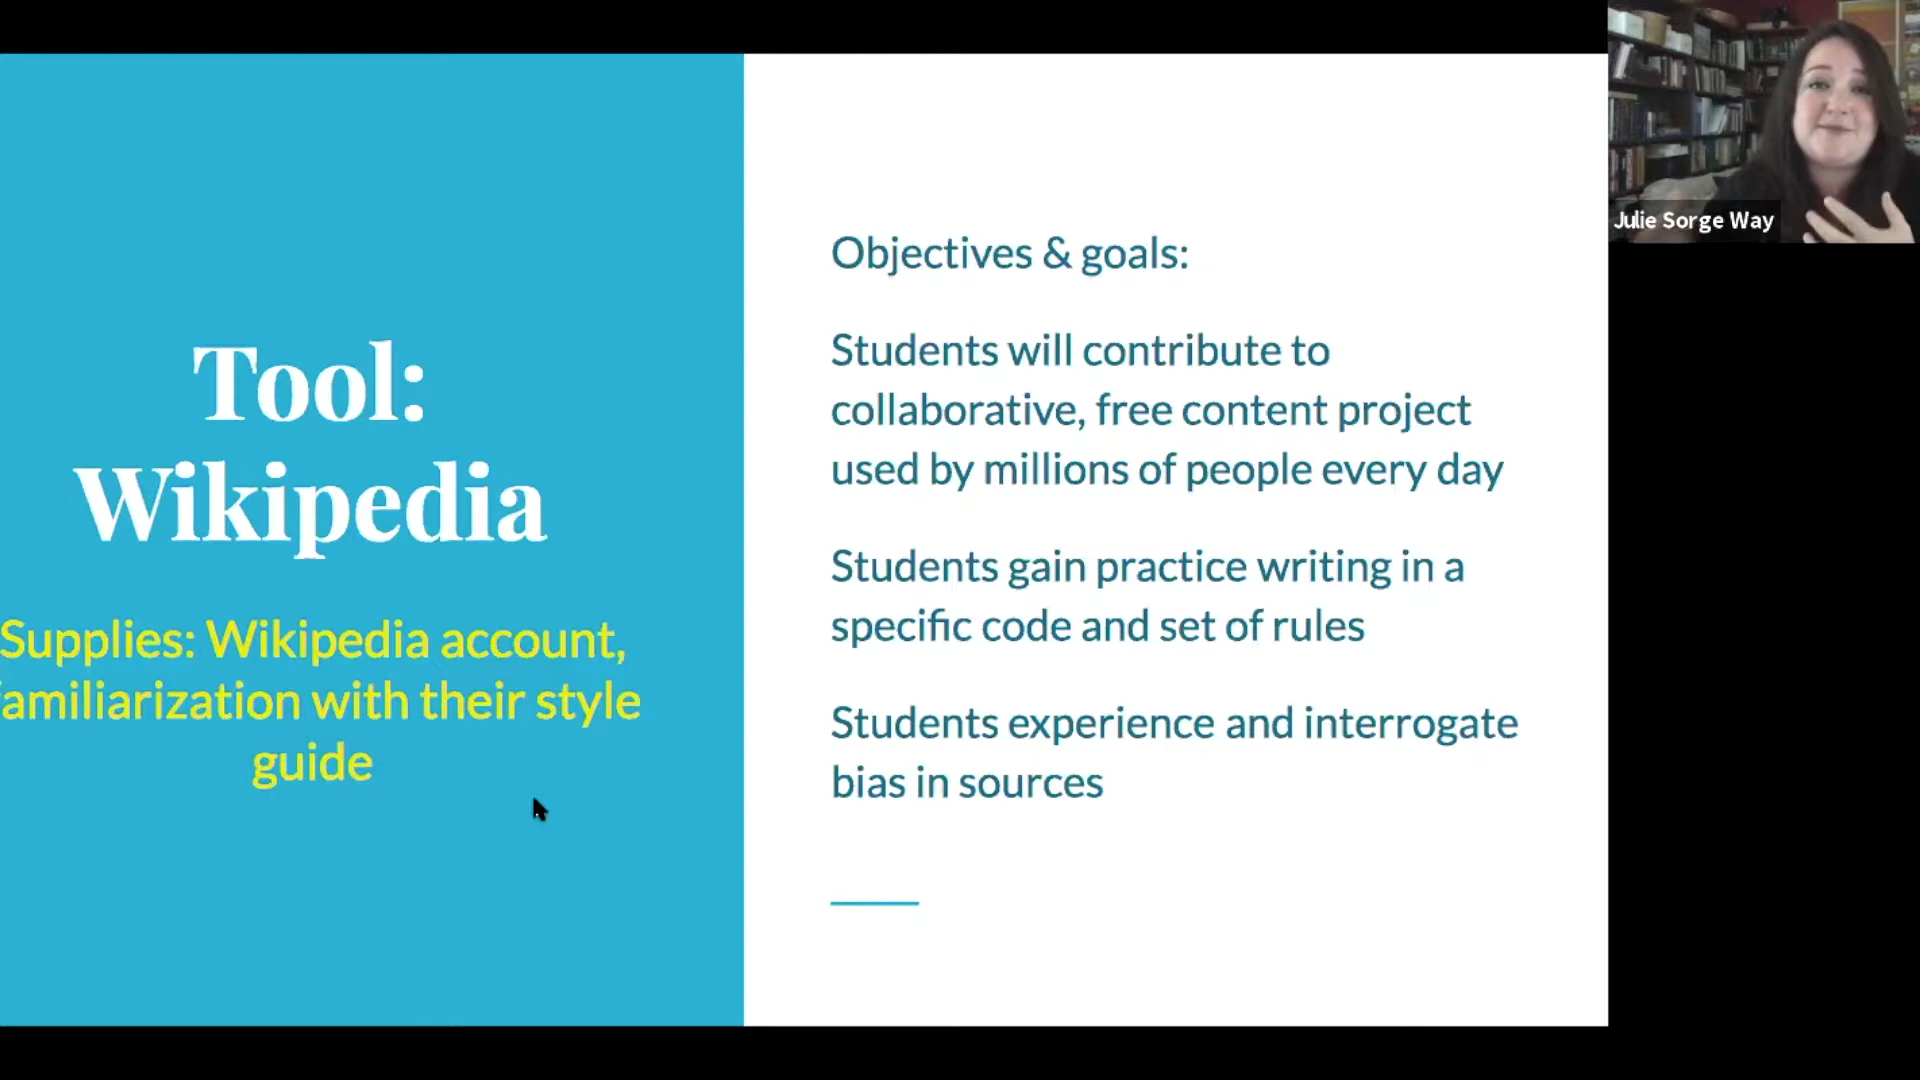 Tool:
Wikipedia
Supplies: Wikipedia account,
familiarization with their style
guide
Objectives & goals:
Students will contribute to
collaborative, free content project
used by millions of people every day
Students gain practice writing in a
specific code and set of rules
Students experience and interrogate
bias in sources
Julie Sorge Way